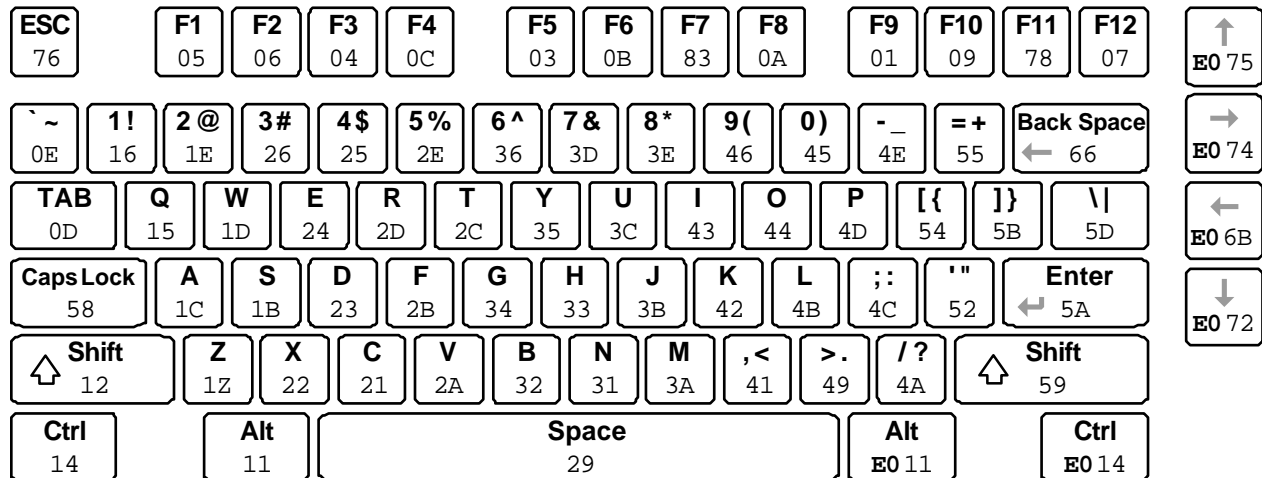 ESC F1 F2 F3 F4 F5 F6 F7 F8 F9 F10 F11 F12 ↑
76 05 06 04 0C 03 0B 83 0A 01 09 78 07 E0 75
` ~ 1! 2@ 3# 4$ 5% 6^ 7& 8* 9( 0) -_ =+ Back Space →
0E 16 1E 26 25 2E 36 3D 3E 46 45 4E 55 ← 66 E0 74
TAB Q W E R T Y U I O P [{ ]} \| ←
0D 15 1D 24 2D 2C 35 3C 43 44 4D 54 5B 5D E0 6B
Caps Lock A S D F G H J K L ;: '" Enter ↓
58 1C 1B 23 2B 34 33 3B 42 4B 4C 52 ↵ 5A E0 72
Shift Z X C V B N M ,< >. /? Shift
12 1Z 22 21 2A 32 31 3A 41 49 4A 59
Ctrl Alt Space Alt Ctrl
14 11 29 E0 11 E0 14